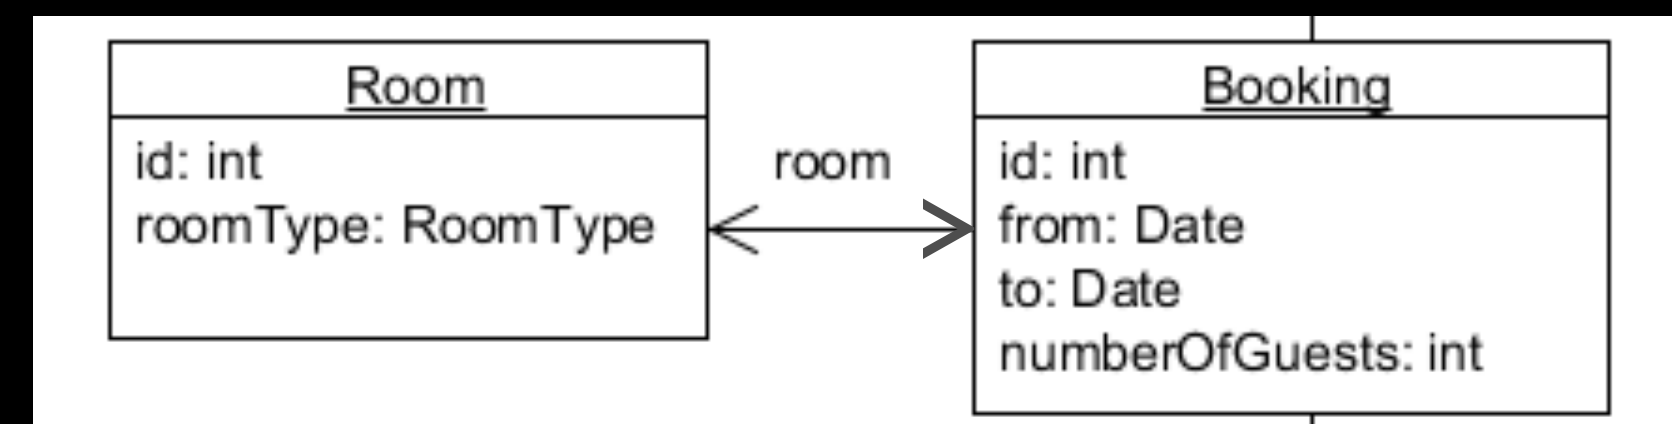 Room
id: int
roomType: RoomType
room
Booking
id: int
from: Date
to: Date
numberOfGuests: int